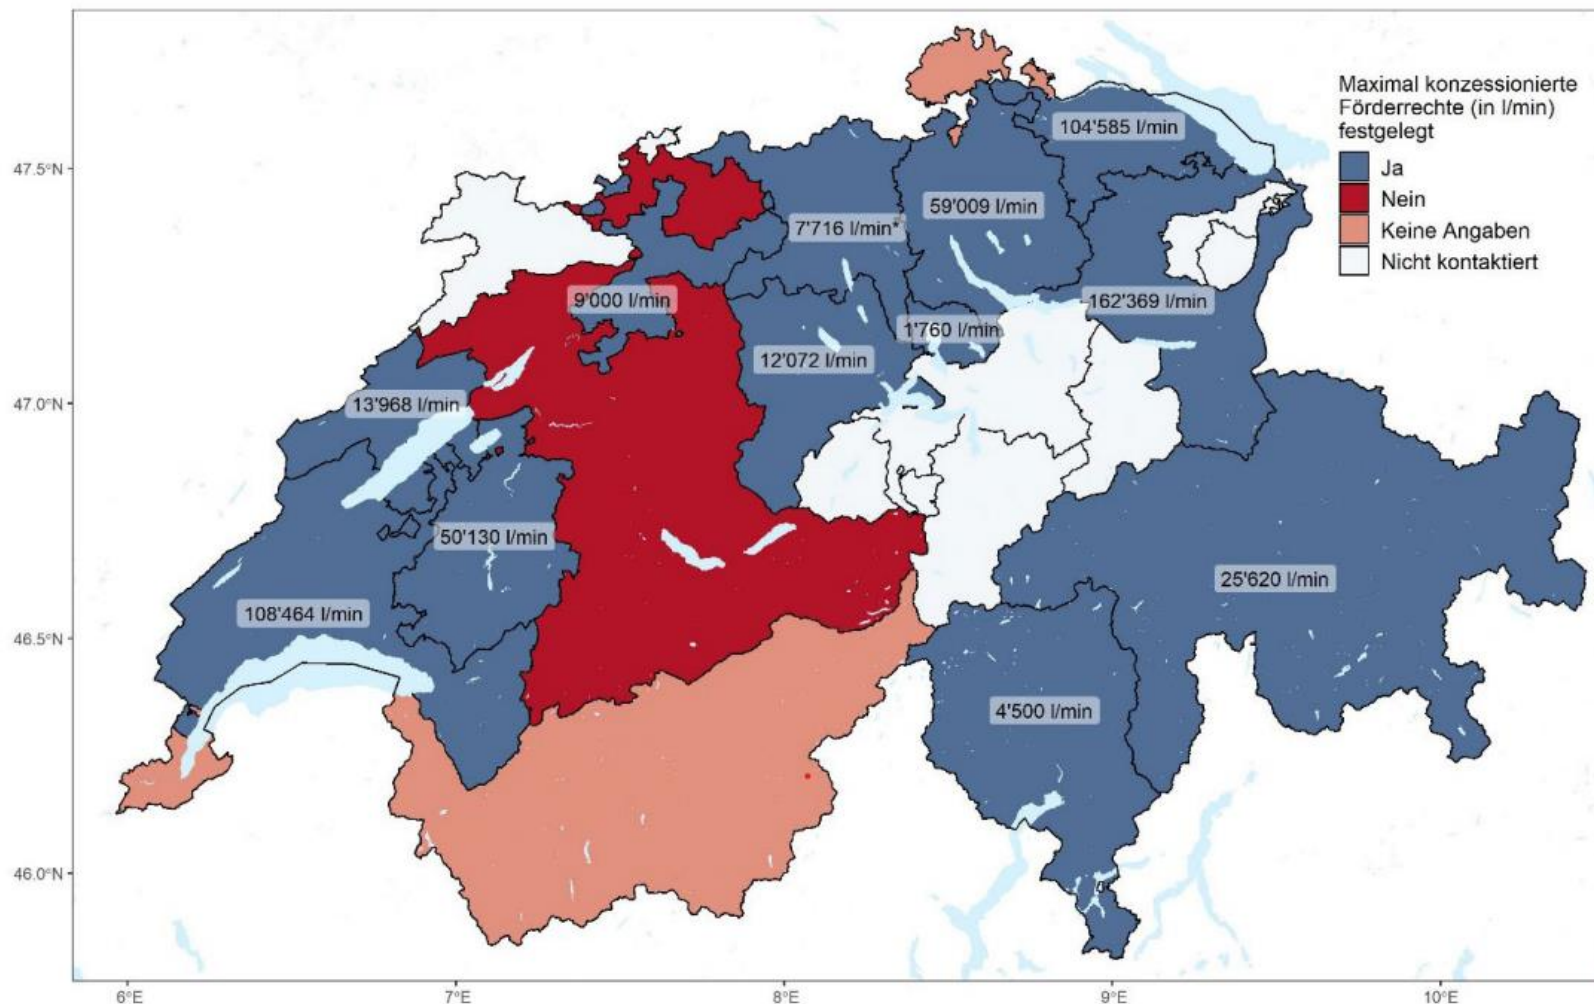 Maximal konzessionierte
Förderrechte (in l/min)
festgelegt
Ja
Nein
Keine Angaben
Nicht kontaktiert
104'585 l/min
59'009 l/min
7'716 l/min*
9'000 l/min
162'369 l/min
1'760 l/min
12'072 l/min
13'968 l/min
50'130 l/min
25'620 l/min
108'464 l/min
4'500 l/min
47.5°N
47.0°N
46.5°N
46.0°N
6°E
7°E
8°E
9°E
10°E